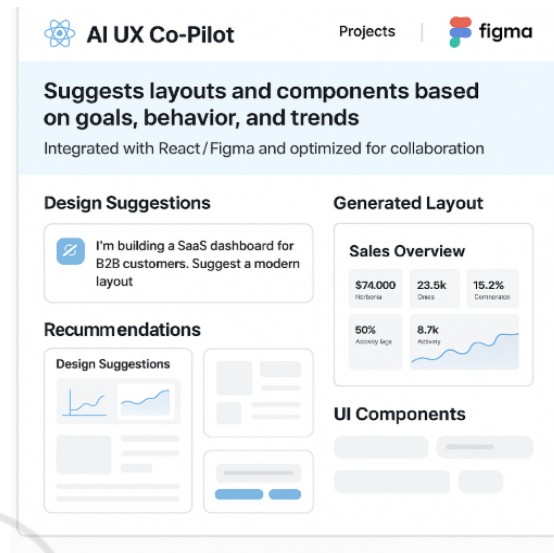 AI UX Co-Pilot
Projects
figma
Suggests layouts and components based
on goals, behavior, and trends
Integrated with React/Figma and optimized for collaboration
Design Suggestions
I'm building a SaaS dashboard for
B2B customers. Suggest a modern
layout
Recummendations
Design Suggestions
Generated Layout
Sales Overview
$74.000
23.5k
15.2%
50%
8.7k
Activity
UI Components